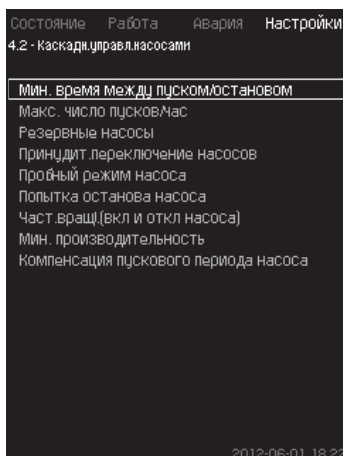 Состояние Работа Авария Настройки
4.2 - Каскадн.управл.насосами
Мин. время между пуском/остановом
Макс. число пусков/час
Резервные насосы
Принудит.переключение насосов
Пробный режим насоса
Попытка останова насоса
Част.вращ.(вкл и откл насоса)
Мин. производительность
Компенсация пускового периода насоса
2012-06-01 18:22